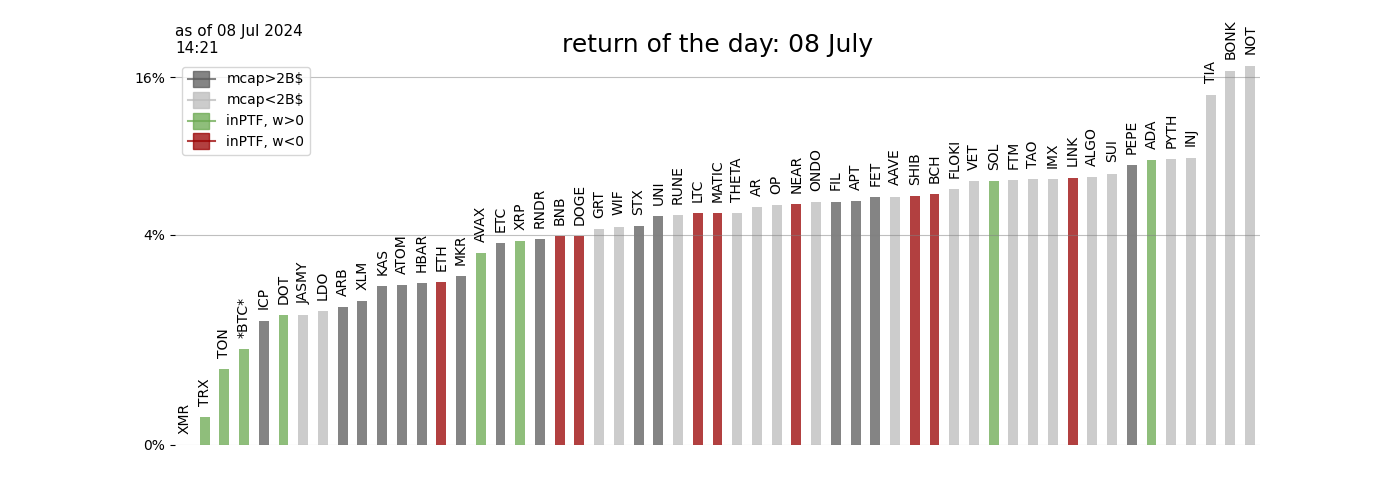 as of 08 Jul 2024
14:21
return of the day: 08 July
mcap>2B$
mcap<2B$
inPTF, w>0
inPTF, w<0
16%
4%
0%
XMR
TRX
TON
*BTC*
ICP
DOT
JASMY
LDO
ARB
XLM
KAS
ATOM
HBAR
ETH
MKR
AVAX
ETC
XRP
RNDR
BNB
DOGE
GRT
WIF
STX
UNI
RUNE
LTC
MATIC
THETA
AR
OP
NEAR
ONDO
FIL
APT
FET
AAVE
SHIB
BCH
FLOKI
VET
SOL
FTM
TAO
IMX
LINK
ALGO
SUI
PEPE
ADA
PYTH
INJ
TIA
BONK
NOT